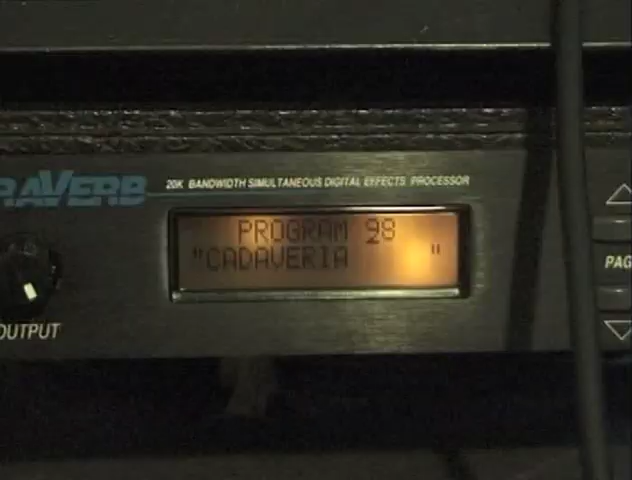 RAVERB 20K BANDWIDTH SIMULTANEOUS DIGITAL EFFECTS PROCESSOR
PROGRAM 98
"CADAVERIA "
OUTPUT
PAG